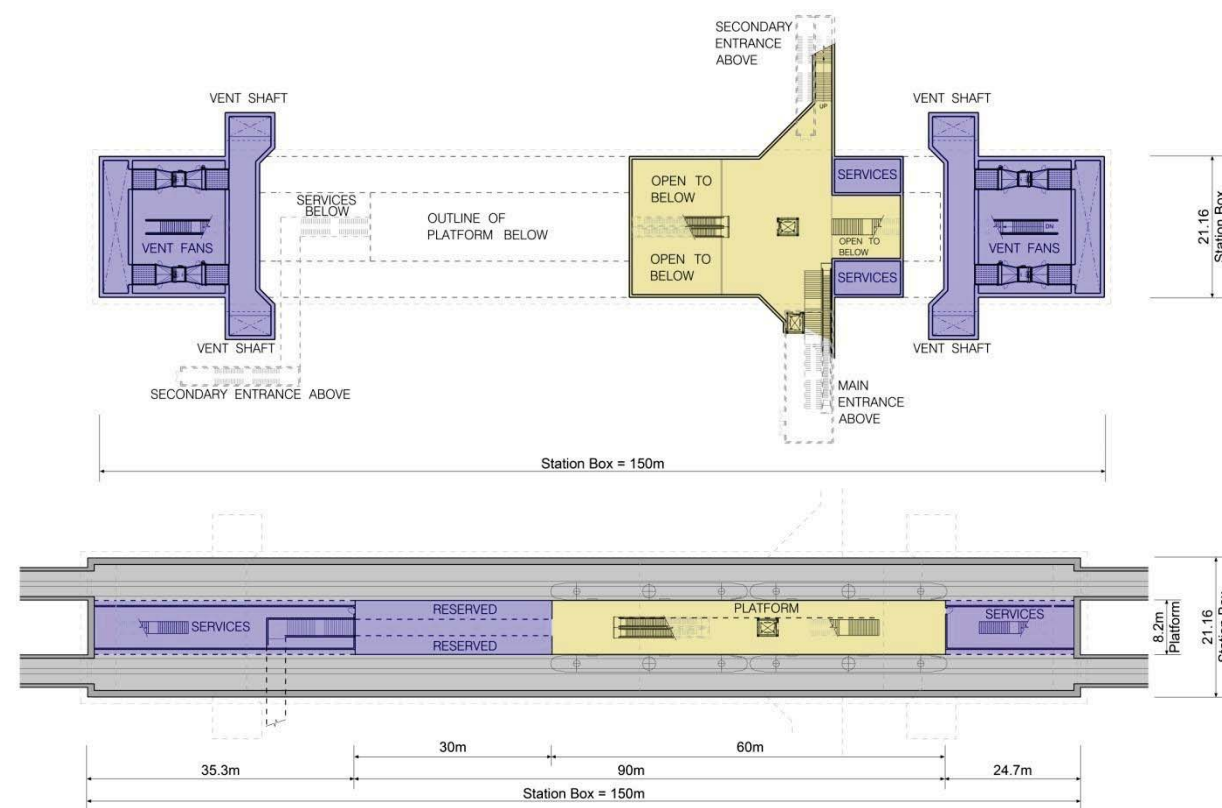 SECONDARY
ENTRANCE
ABOVE
VENT SHAFT
VENT SHAFT
UP
OPEN TO
BELOW
SERVICES
SERVICES
BELOW
OUTLINE OF
PLATFORM BELOW
VENT FANS
OPEN TO
BELOW
OPEN TO
BELOW
SERVICES
DN
VENT FANS
21.16
Station Box
VENT SHAFT
VENT SHAFT
SECONDARY ENTRANCE ABOVE
MAIN
ENTRANCE
ABOVE
Station Box = 150m
SERVICES
RESERVED
RESERVED
PLATFORM
SERVICES
8.2m
Platform
21.16
30m
60m
35.3m
90m
24.7m
Station Box = 150m